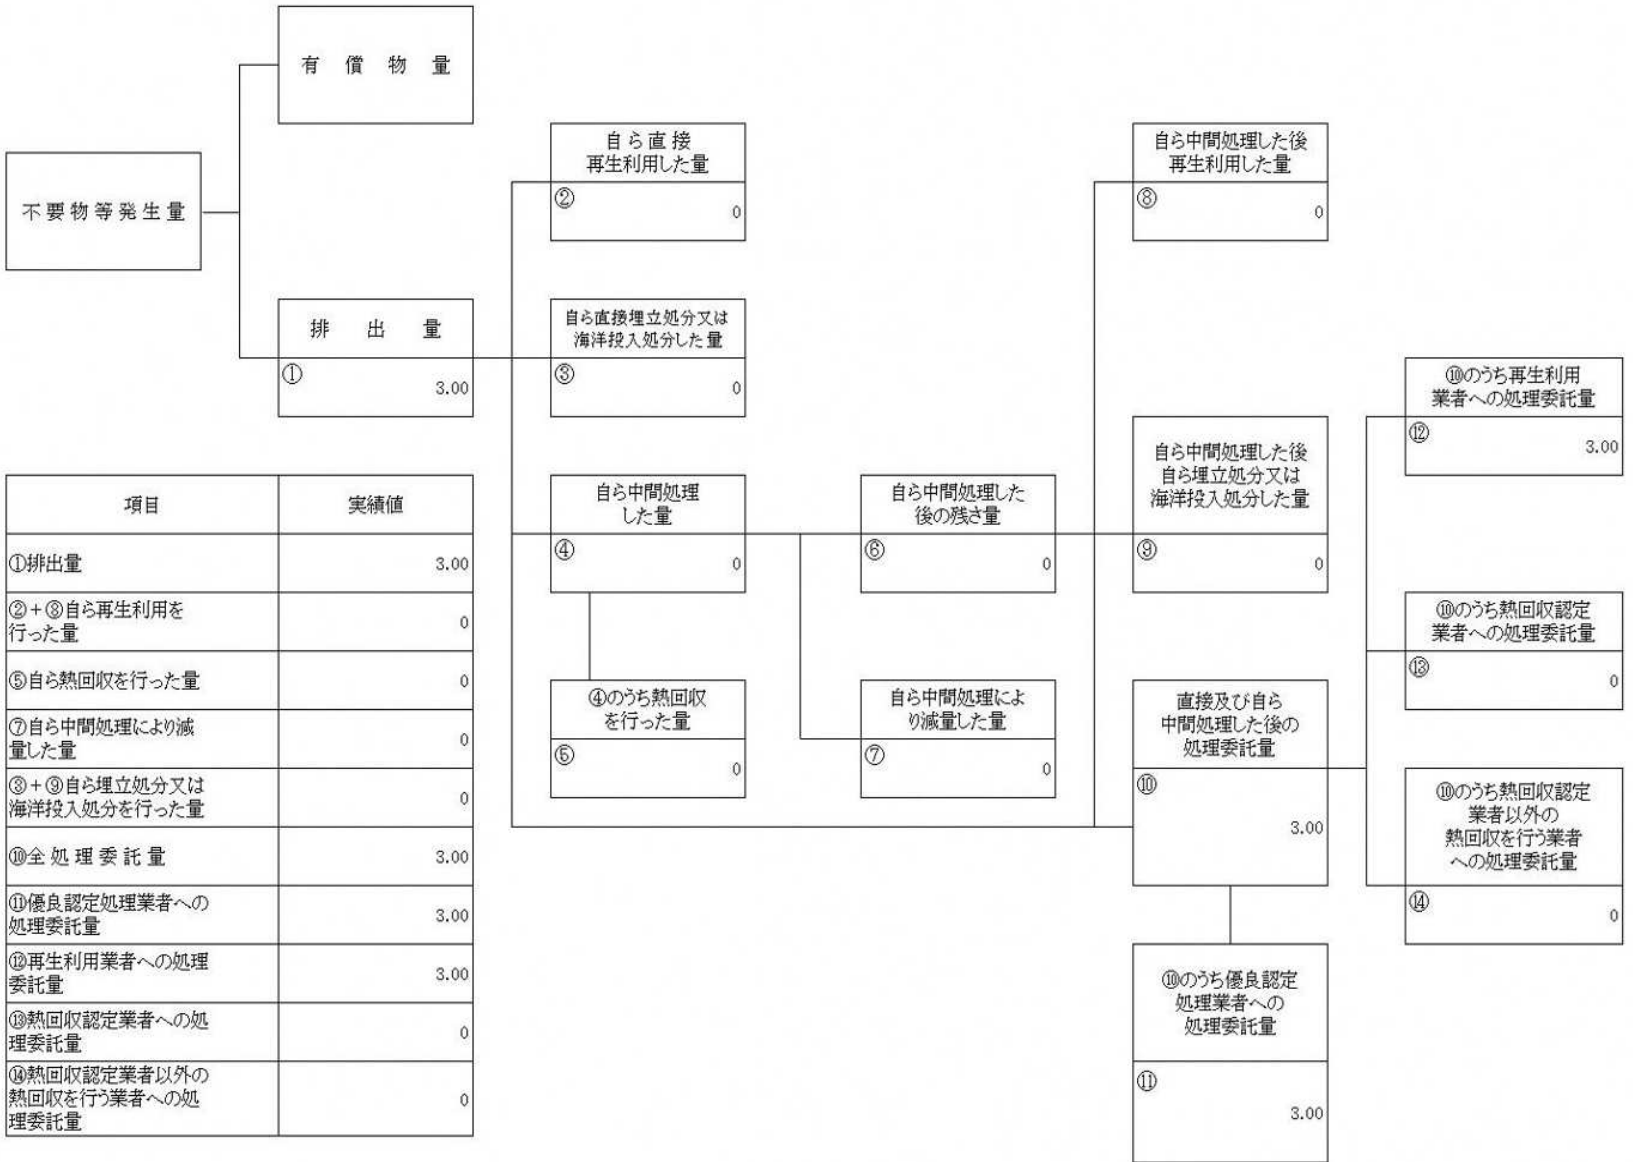 有償物量
不要物等発生量
排出量
①
3.00
自ら直接
再生利用した量
②
0
自ら直接埋立処分又は
海洋投入処分した量
③
0
自ら中間処理
した量
④
0
④のうち熱回収
を行った量
⑤
0
自ら中間処理した
後の残さ量
⑥
0
自ら中間処理によ
り減量した量
⑦
0
自ら中間処理した後
再生利用した量
⑧
0
自ら中間処理した後
自ら埋立処分又は
海洋投入処分した量
⑨
0
直接及び自ら
中間処理した後の
処理委託量
⑩
3.00
⑩のうち優良認定
処理業者への
処理委託量
⑪
3.00
⑩のうち再生利用
業者への処理委託量
⑫
3.00
⑩のうち熱回収認定
業者への処理委託量
⑬
0
⑩のうち熱回収認定
業者以外の
熱回収を行う業者
への処理委託量
⑭
0
項目 実績値
①排出量 3.00
②+⑧自ら再生利用を
行った量 0
⑤自ら熱回収を行った量 0
⑦自ら中間処理により減
量した量 0
③+⑨自ら埋立処分又は
海洋投入処分を行った量 0
⑩全処理委託量 3.00
⑪優良認定処理業者への
処理委託量 3.00
⑫再生利用業者への処理
委託量 3.00
⑬熱回収認定業者への処
理委託量 0
⑭熱回収認定業者以外の
熱回収を行う業者への処
理委託量 0